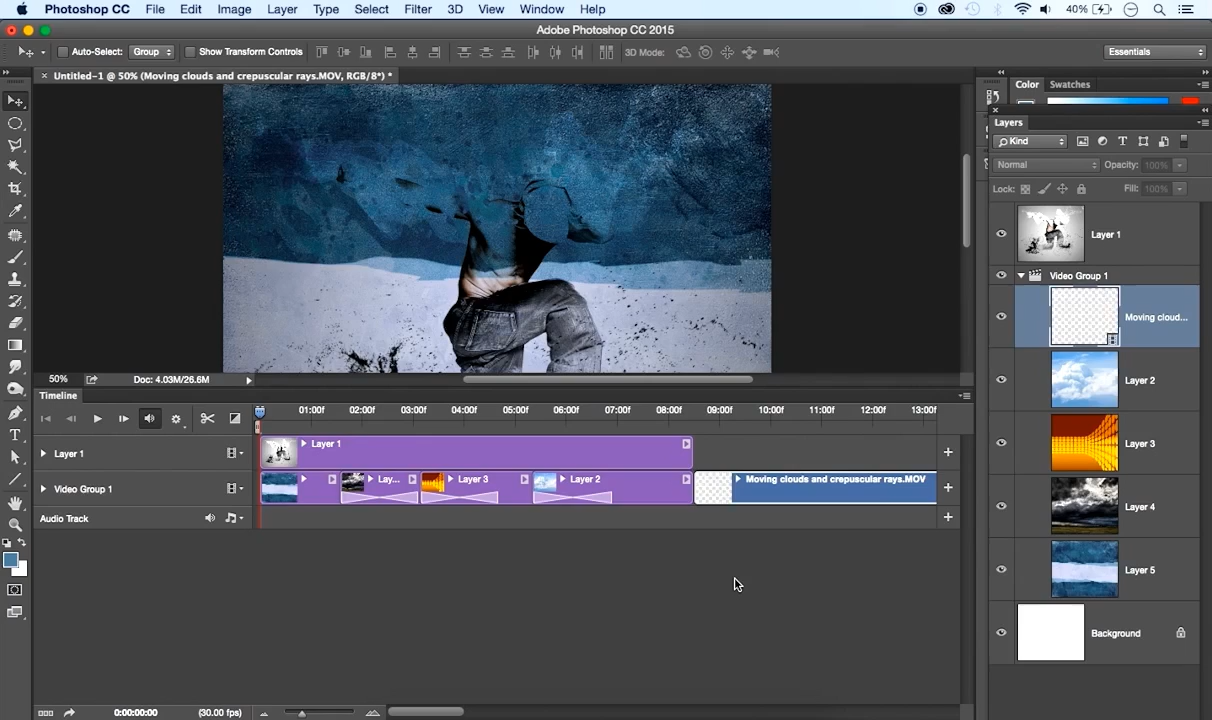 Photoshop CC File Edit Image Layer Type Select Filter 3D View Window Help 40%
Adobe Photoshop CC 2015
Auto-Select: Group Show Transform Controls 3D Mode: Essentials
Untitled-1 @ 50% (Moving clouds and crepuscular rays.MOV, RGB/8*) *
Color Swatches
Layers
Kind
Normal Opacity: 100%
Lock: Fill: 100%
Layer 1
Video Group 1
Moving cloud...
Layer 2
Layer 3
Layer 4
Layer 5
Background
50% Doc: 4.03M/26.6M
Timeline
01:00f 02:00f 03:00f 04:00f 05:00f 06:00f 07:00f 08:00f 09:00f 10:00f 11:00f 12:00f 13:00f
Layer 1 Layer 1
Video Group 1 Lay... Layer 3 Layer 2 Moving clouds and crepuscular rays.MOV
Audio Track
0:00:00:00 (30.00 fps)